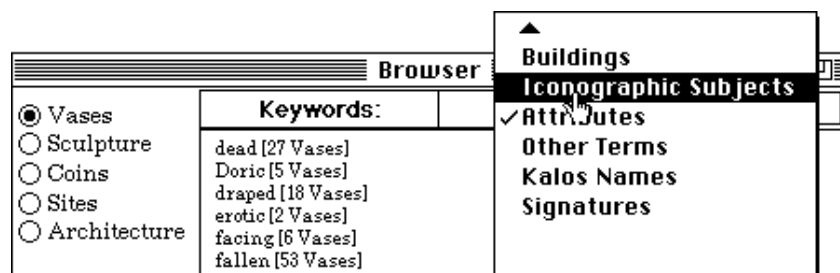 Browser
Vases
Sculpture
Coins
Sites
Architecture
Keywords:
dead [27 Vases]
Doric [5 Vases]
draped [18 Vases]
erotic [2 Vases]
facing [6 Vases]
fallen [53 Vases]
Buildings
Iconographic Subjects
Attributes
Other Terms
Kalos Names
Signatures